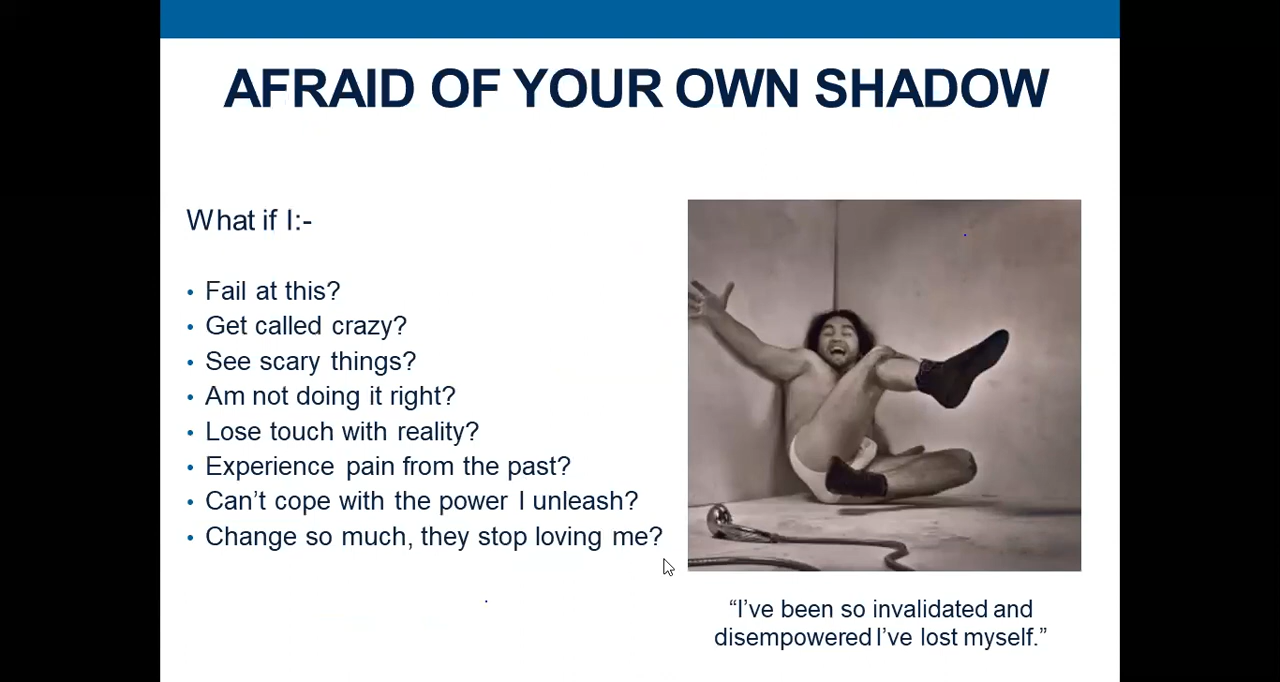 AFRAID OF YOUR OWN SHADOW
What if I:-
• Fail at this?
• Get called crazy?
• See scary things?
• Am not doing it right?
• Lose touch with reality?
• Experience pain from the past?
• Can’t cope with the power I unleash?
• Change so much, they stop loving me?
“I’ve been so invalidated and
disempowered I’ve lost myself.”